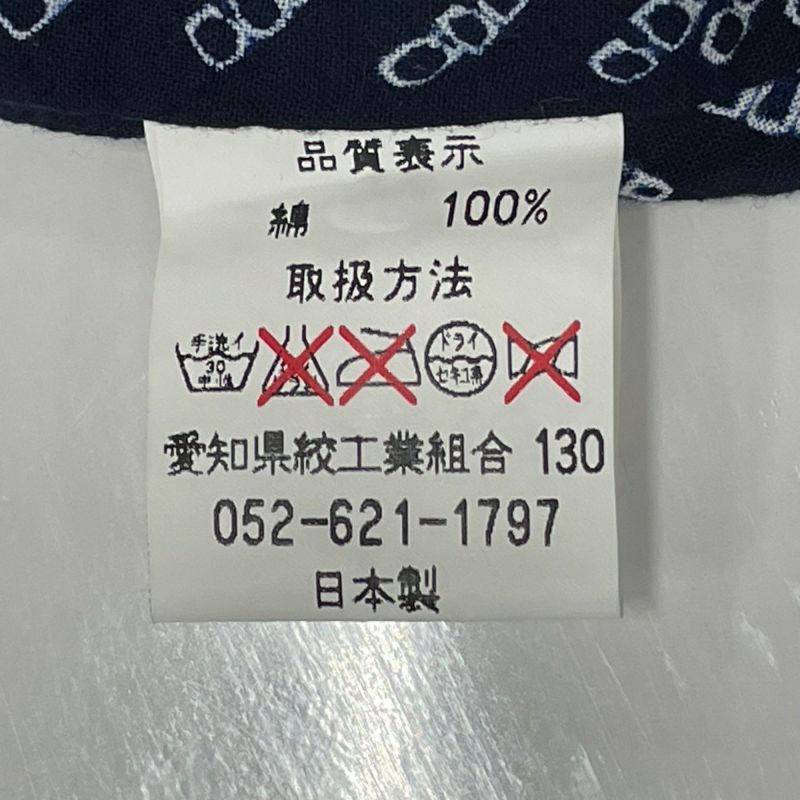 品質表示
綿 100%
取扱方法
手洗イ 30 中性 ドライ セキユ系
愛知県絞工業組合 130
052-621-1797
日本製